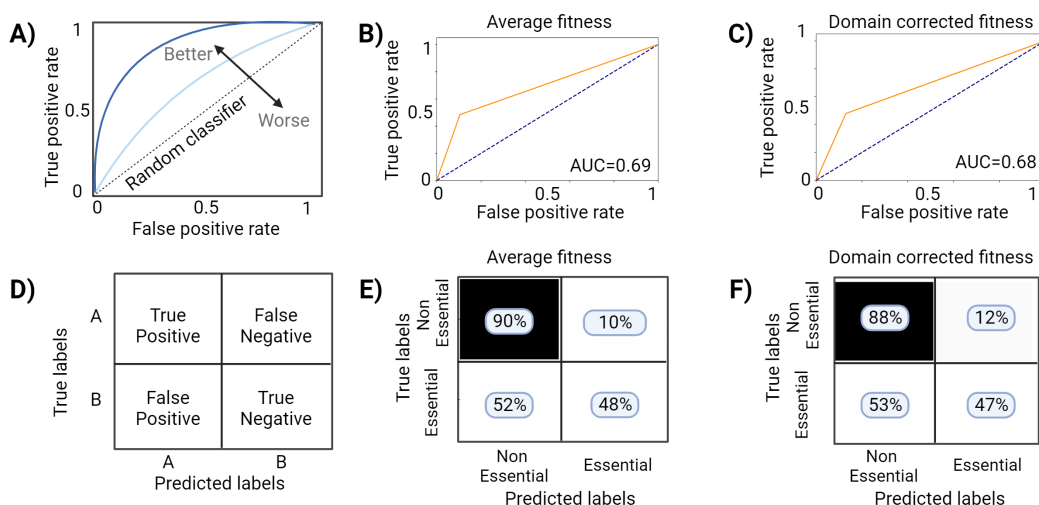 A)
True positive rate
1
0.5
0
Better
Worse
Random classifier
0
0.5
1
False positive rate
B)
Average fitness
True positive rate
1
0.5
0
AUC=0.69
0
0.5
1
False positive rate
C)
Domain corrected fitness
True positive rate
1
0.5
0
AUC=0.68
0
0.5
1
False positive rate
D)
True labels
A
True
Positive
False
Negative
B
False
Positive
True
Negative
A
B
Predicted labels
E)
Average fitness
True labels
Non
Essential
90%
10%
Essential
52%
48%
Non
Essential
Essential
Predicted labels
F)
Domain corrected fitness
True labels
Non
Essential
88%
12%
Essential
53%
47%
Non
Essential
Essential
Predicted labels